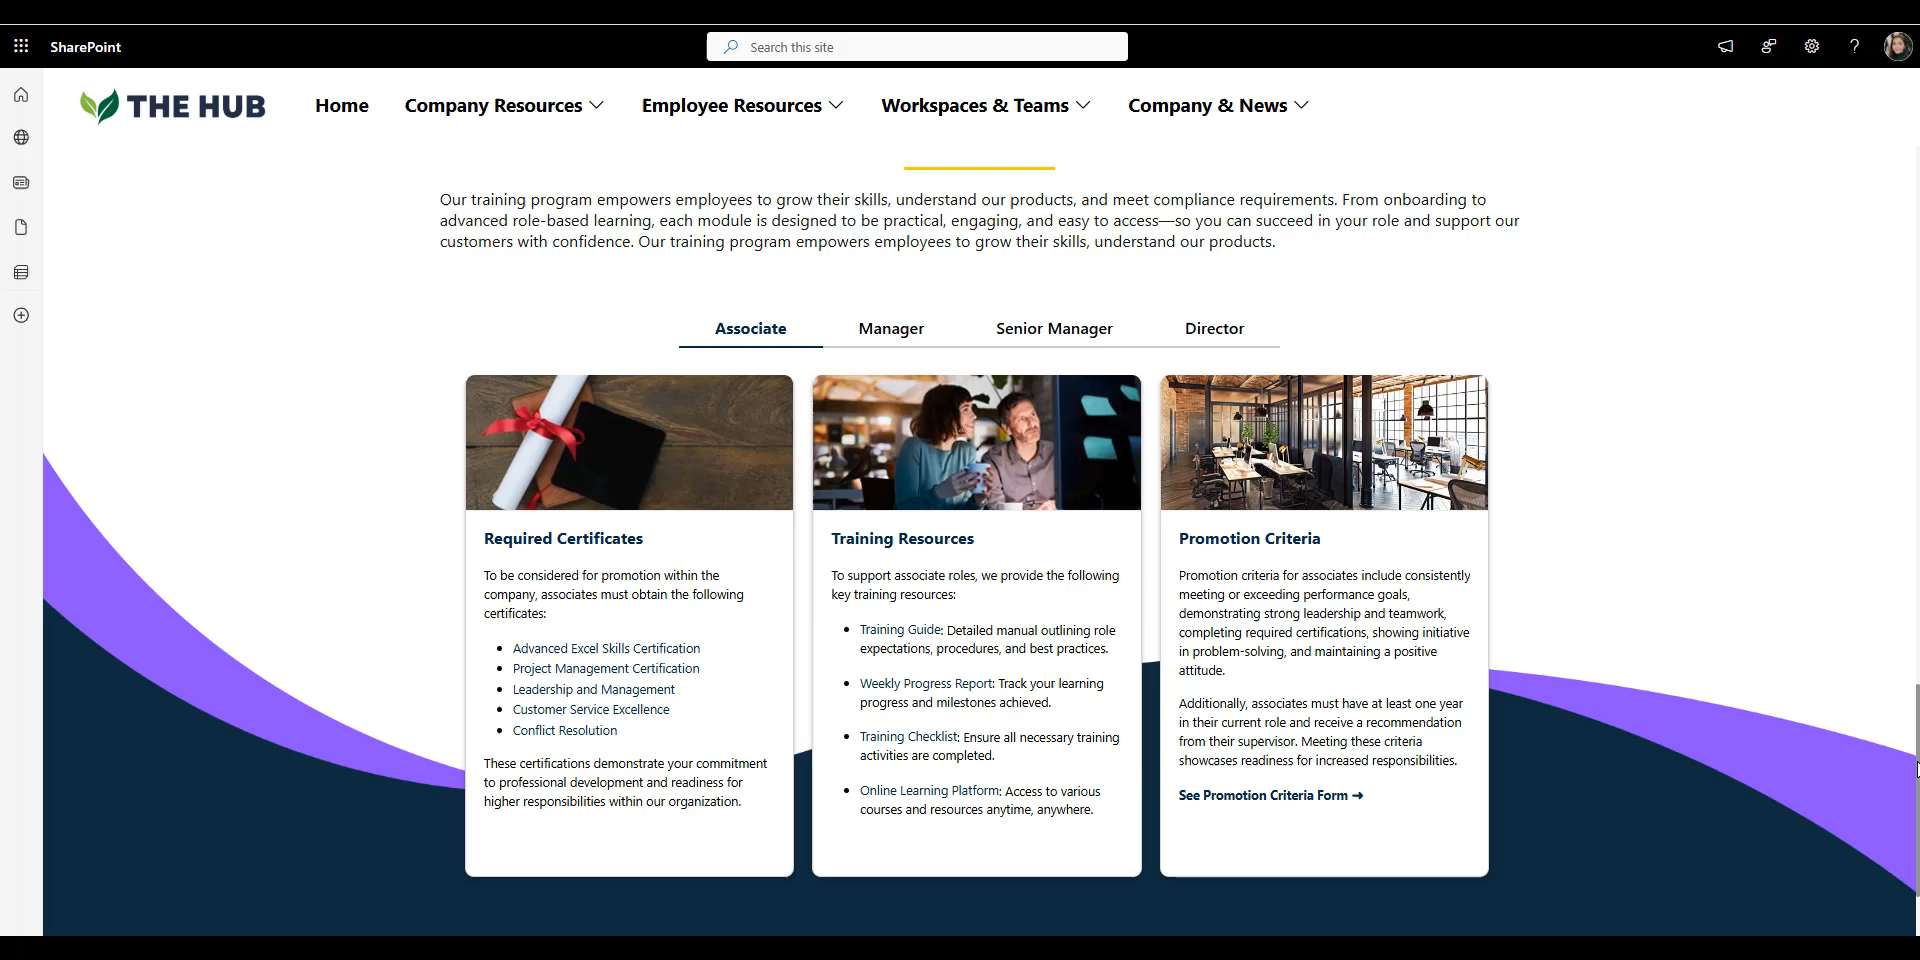 SharePoint
Search this site
?
THE HUB
Home
Company Resources
Employee Resources
Workspaces & Teams
Company & News
Our training program empowers employees to grow their skills, understand our products, and meet compliance requirements. From onboarding to
advanced role-based learning, each module is designed to be practical, engaging, and easy to access—so you can succeed in your role and support our
customers with confidence. Our training program empowers employees to grow their skills, understand our products.
Associate
Manager
Senior Manager
Director
Required Certificates
To be considered for promotion within the
company, associates must obtain the following
certificates:
• Advanced Excel Skills Certification
• Project Management Certification
• Leadership and Management
• Customer Service Excellence
• Conflict Resolution
These certifications demonstrate your commitment
to professional development and readiness for
higher responsibilities within our organization.
Training Resources
To support associate roles, we provide the following
key training resources:
• Training Guide: Detailed manual outlining role
expectations, procedures, and best practices.
• Weekly Progress Report: Track your learning
progress and milestones achieved.
• Training Checklist: Ensure all necessary training
activities are completed.
• Online Learning Platform: Access to various
courses and resources anytime, anywhere.
Promotion Criteria
Promotion criteria for associates include consistently
meeting or exceeding performance goals,
demonstrating strong leadership and teamwork,
completing required certifications, showing initiative
in problem-solving, and maintaining a positive
attitude.
Additionally, associates must have at least one year
in their current role and receive a recommendation
from their supervisor. Meeting these criteria
showcases readiness for increased responsibilities.
See Promotion Criteria Form ➜